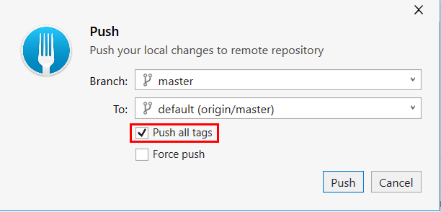 Push
Push your local changes to remote repository
Branch: master
To: default (origin/master)
Push all tags
Force push
Push Cancel